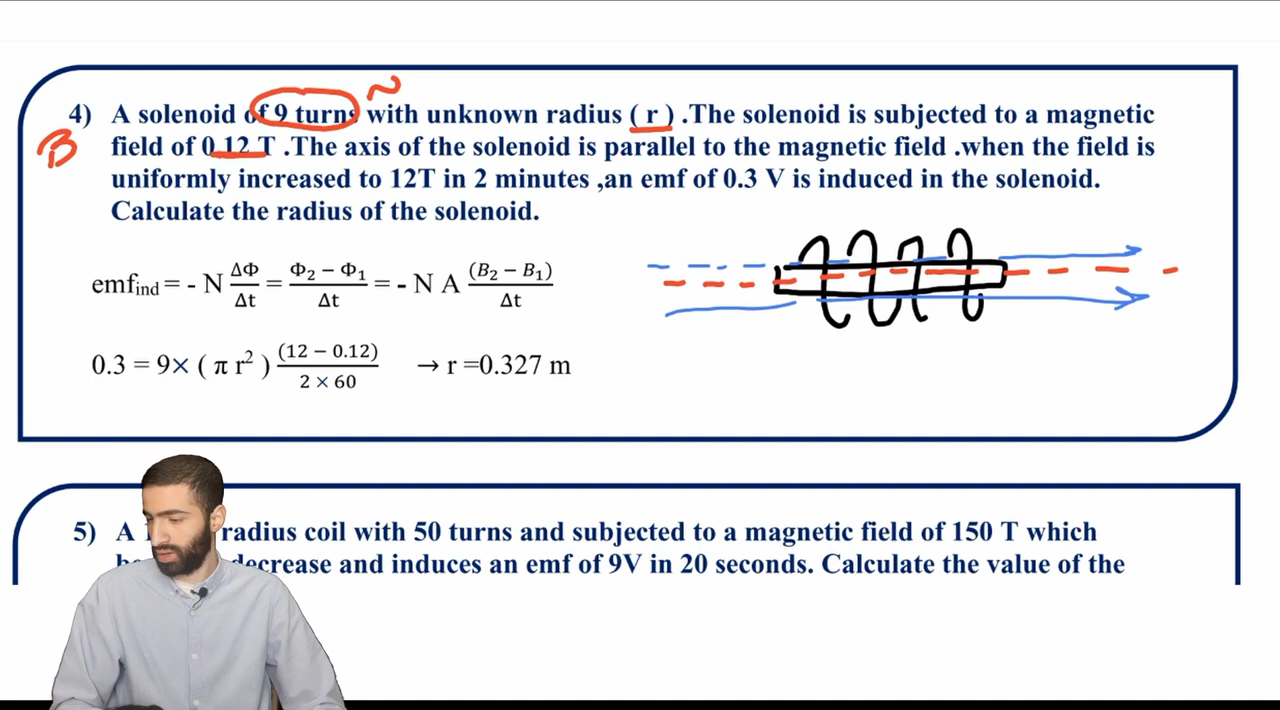 N
4) A solenoid of 9 turns with unknown radius ( r ) .The solenoid is subjected to a magnetic
B
field of 0.12 T .The axis of the solenoid is parallel to the magnetic field .when the field is
uniformly increased to 12T in 2 minutes ,an emf of 0.3 V is induced in the solenoid.
Calculate the radius of the solenoid.
emf_ind = - N ΔΦ/Δt = (Φ₂ − Φ₁)/Δt = - N A (B₂ − B₁)/Δt
0.3 = 9× ( π r² ) (12 − 0.12)/(2 × 60) → r =0.327 m
5) A radius coil with 50 turns and subjected to a magnetic field of 150 T which
decrease and induces an emf of 9V in 20 seconds. Calculate the value of the